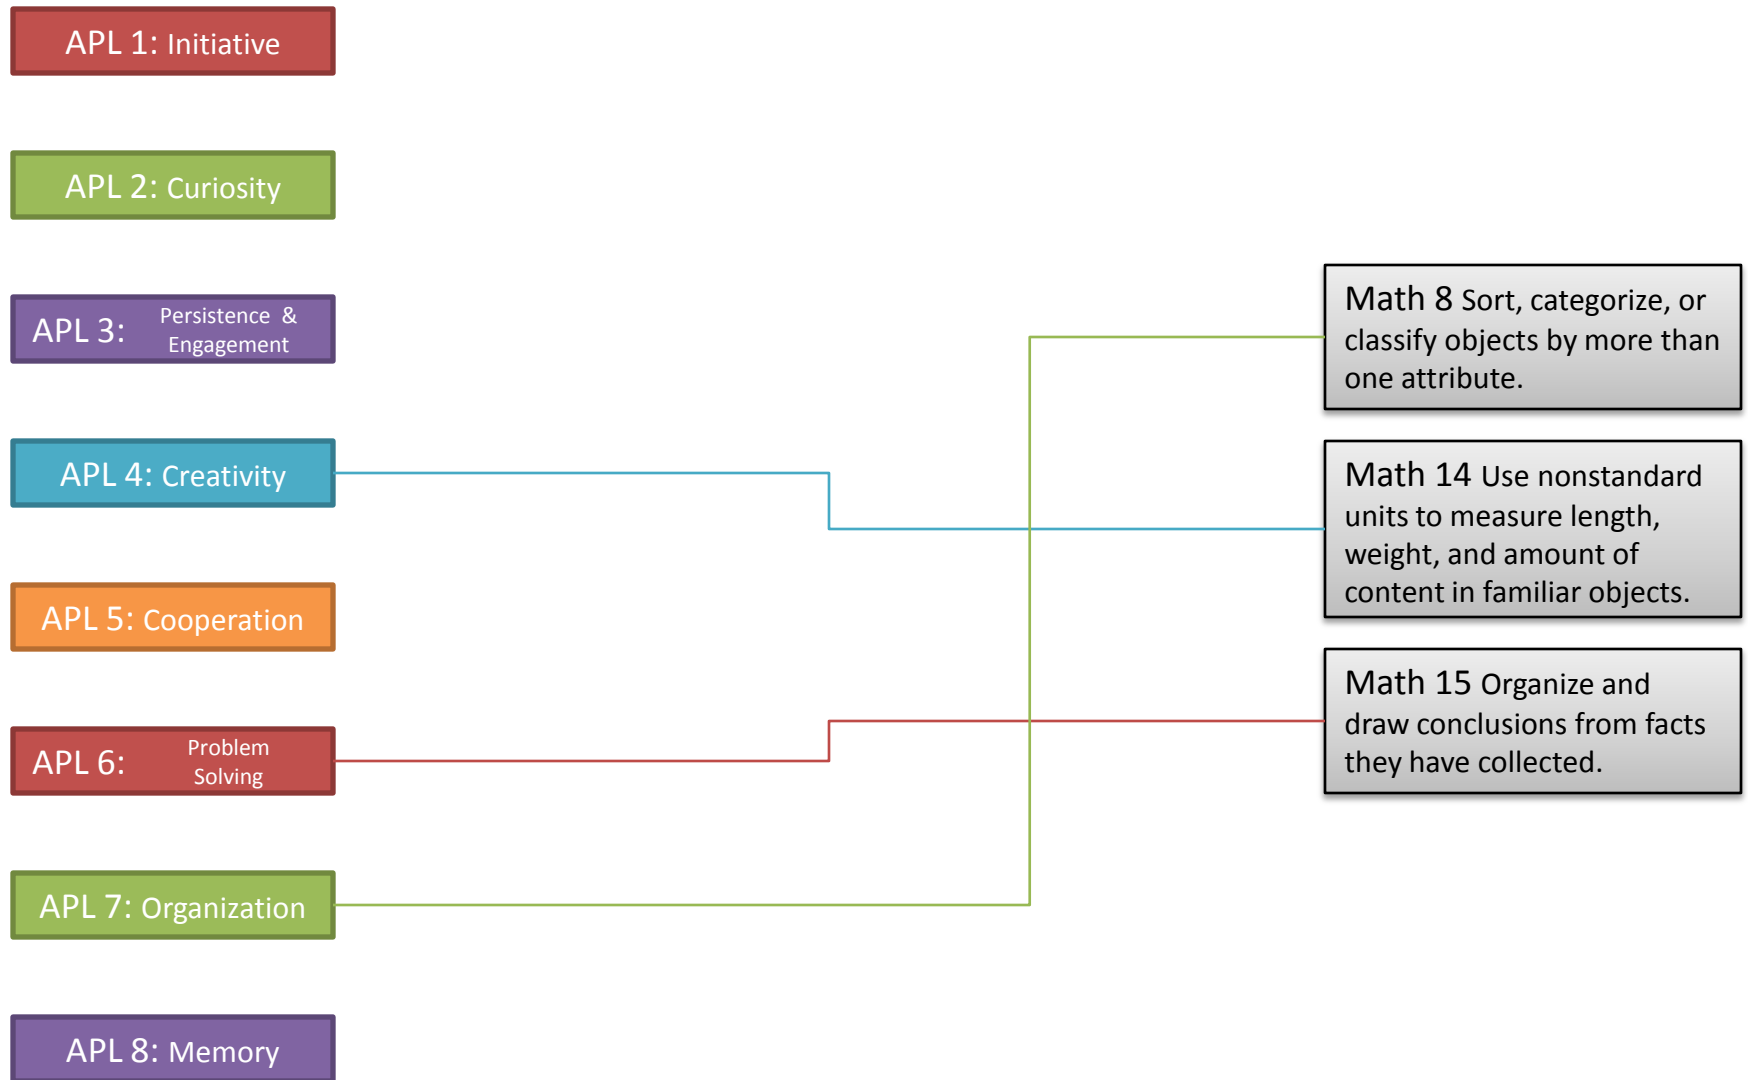 APL 1: Initiative
APL 2: Curiosity
APL 3: Persistence &
Engagement
APL 4: Creativity
APL 5: Cooperation
APL 6: Problem
Solving
APL 7: Organization
APL 8: Memory
Math 8 Sort, categorize, or
classify objects by more than
one attribute.
Math 14 Use nonstandard
units to measure length,
weight, and amount of
content in familiar objects.
Math 15 Organize and
draw conclusions from facts
they have collected.